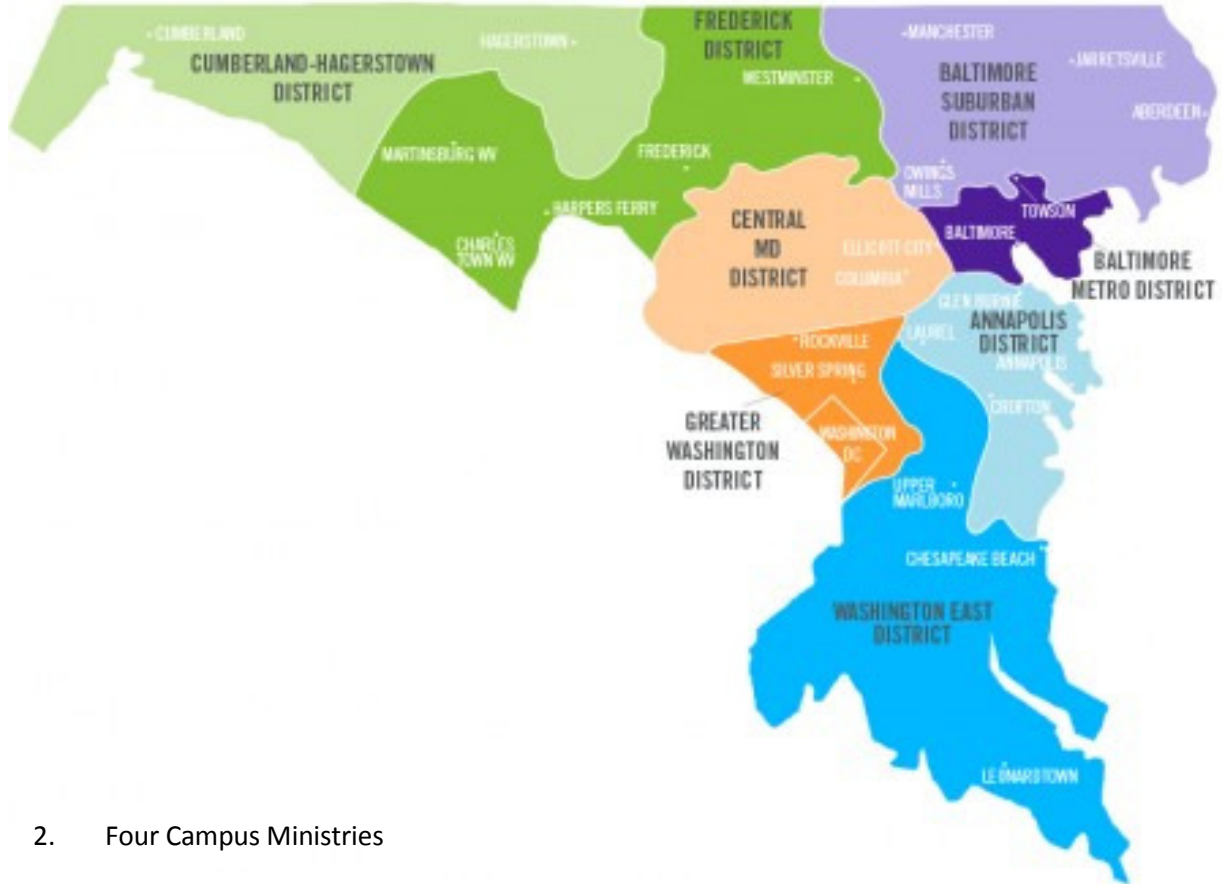 FREDERICK
DISTRICT
CUMBERLAND
HAGERSTOWN
MANCHESTER
CUMBERLAND-HAGERSTOWN
DISTRICT
WESTMINSTER
BALTIMORE
SUBURBAN
DISTRICT
JARRETSVILLE
ABERDEEN
MARTINSBURG WV
FREDERICK
OWINGS
MILLS
HARPERS FERRY
CENTRAL
MD
DISTRICT
TOWSON
BALTIMORE
CHARLES
TOWN WV
ELLICOTT CITY
COLUMBIA
BALTIMORE
METRO DISTRICT
GLEN BURNIE
ANNAPOLIS
DISTRICT
LAUREL
ANNAPOLIS
ROCKVILLE
SILVER SPRING
CROFTON
GREATER
WASHINGTON
DISTRICT
WASHINGTON
DC
UPPER
MARLBORO
CHESAPEAKE BEACH
WASHINGTON EAST
DISTRICT
LEONARDTOWN
2. Four Campus Ministries